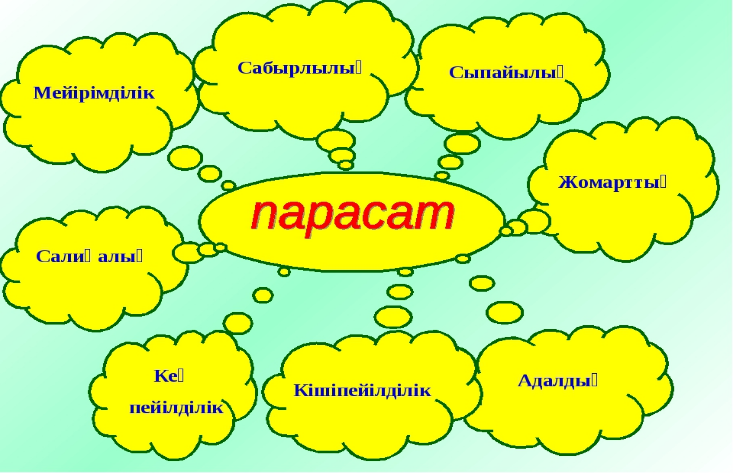 Сабырлылы▯
Сыпайылы▯
Мейірімділік
Жомартты▯
парасат
Сали▯алы▯
Ке▯
пейілділік
Кішіпейілділік
Адалды▯